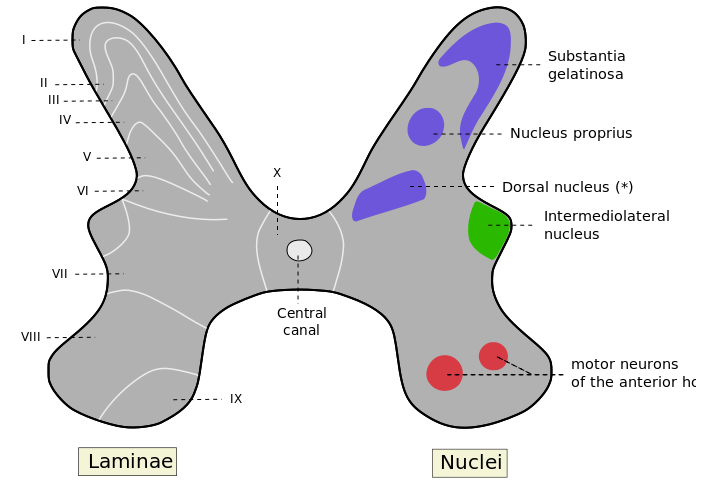 I
II
III
IV
V
VI
VII
VIII
IX
X
Central
canal
Substantia
gelatinosa
Nucleus proprius
Dorsal nucleus (*)
Intermediolateral
nucleus
motor neurons
of the anterior
Laminae
Nuclei